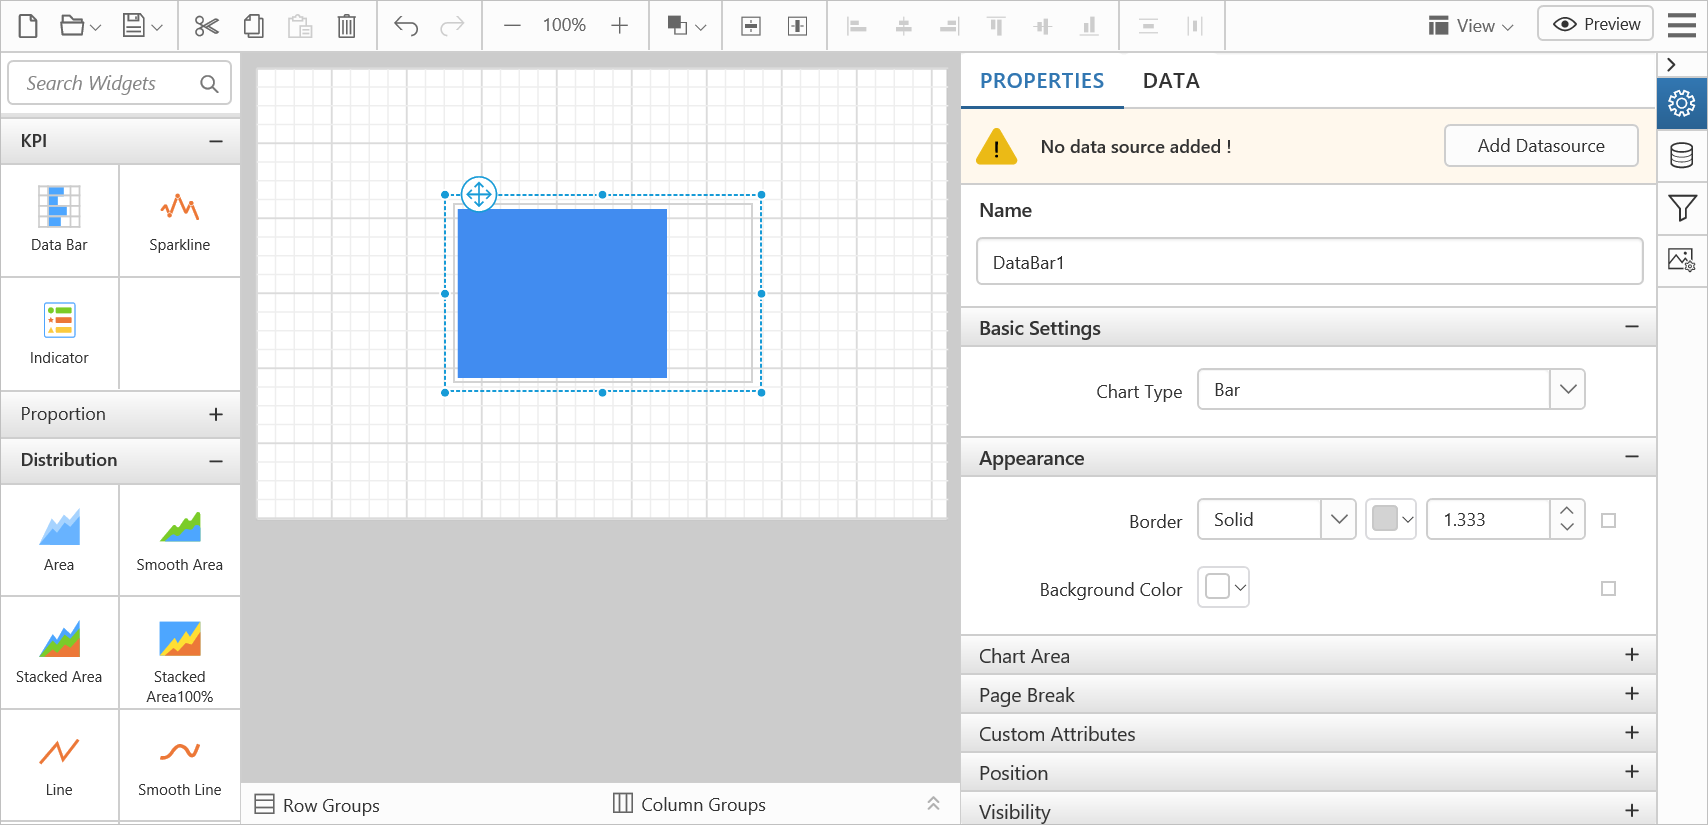 100%
View
Preview
Search Widgets
KPI
Data Bar
Sparkline
Indicator
Proportion
Distribution
Area
Smooth Area
Stacked Area
Stacked
Area100%
Line
Smooth Line
Row Groups
Column Groups
PROPERTIES
DATA
No data source added !
Add Datasource
Name
DataBar1
Basic Settings
Chart Type
Bar
Appearance
Border
Solid
1.333
Background Color
Chart Area
Page Break
Custom Attributes
Position
Visibility